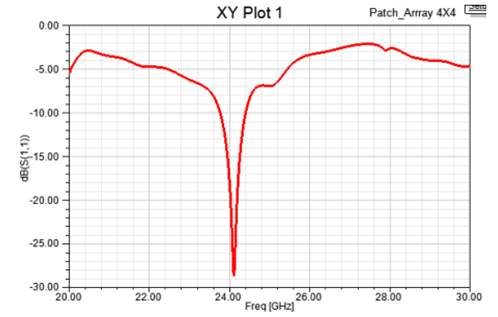 XY Plot 1
Patch_Arrray 4X4
0.00
-5.00
-10.00
-15.00
-20.00
-25.00
-30.00
dB(S(1,1))
20.00 22.00 24.00 26.00 28.00 30.00
Freq [GHz]